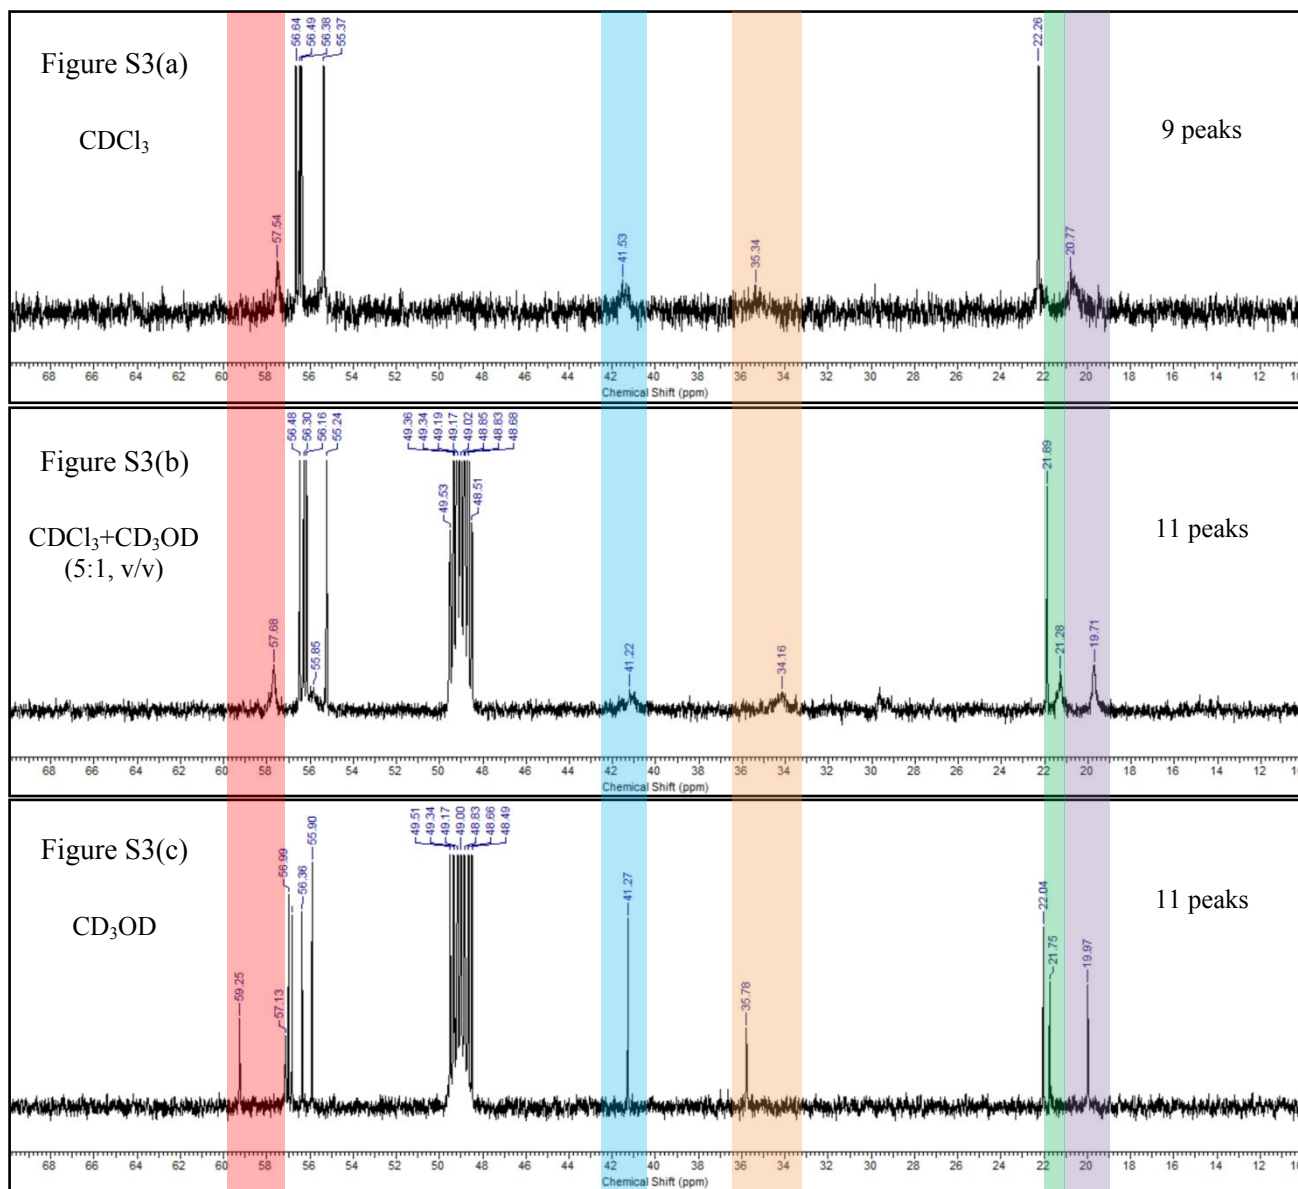 56.64
56.49
56.38
55.37
22.26
Figure S3(a)
CDCl3
9 peaks
57.54
41.53
35.34
20.77
68 66 64 62 60 58 56 54 52 50 48 46 44 42 40 38 36 34 32 30 28 26 24 22 20 18 16 14 12 10
Chemical Shift (ppm)
56.48
56.30
56.16
55.24
49.36
49.34
49.19
49.17
49.02
48.85
48.83
48.68
21.89
Figure S3(b)
CDCl3+CD3OD
(5:1, v/v)
11 peaks
49.53
48.51
57.68
55.85
41.22
34.16
21.28
19.71
68 66 64 62 60 58 56 54 52 50 48 46 44 42 40 38 36 34 32 30 28 26 24 22 20 18 16 14 12 10
Chemical Shift (ppm)
49.51
49.34
49.17
49.00
48.83
48.66
48.49
Figure S3(c)
CD3OD
11 peaks
56.99
56.36
55.90
59.25
57.13
41.27
35.78
22.04
21.75
19.97
68 66 64 62 60 58 56 54 52 50 48 46 44 42 40 38 36 34 32 30 28 26 24 22 20 18 16 14 12 10
Chemical Shift (ppm)